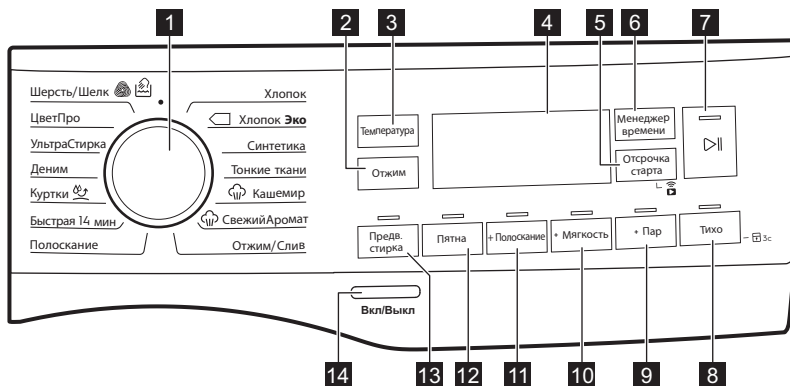 1
2
3
4
5
6
7
Шерсть/Шелк
ЦветПро
УльтраСтирка
Деним
Куртки
Быстрая 14 мин
Полоскание
Хлопок
Хлопок Эко
Синтетика
Тонкие ткани
Кашемир
СвежийАромат
Отжим/Слив
Температура
Отжим
Менеджер
времени
Отсрочка
старта
Предв.
стирка
Пятна
+Полоскание
+ Мягкость
+ Пар
Тихо
3с
Вкл/Выкл
14
13
12
11
10
9
8